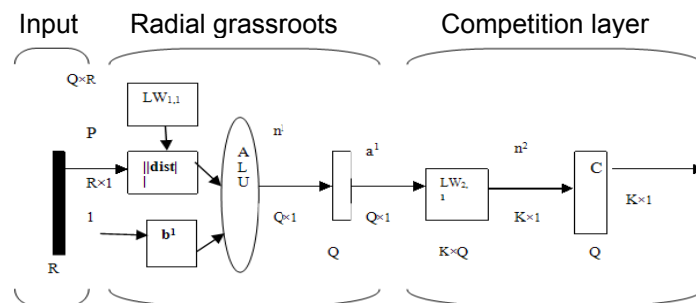 Input
Radial grassroots
Competition layer
Q×R
LW1,1
P
||dist|
|
R×1
1
b1
R
A
L
U
n1
Q×1
Q
a1
Q×1
LW2,
1
K×Q
n2
K×1
C
Q
K×1